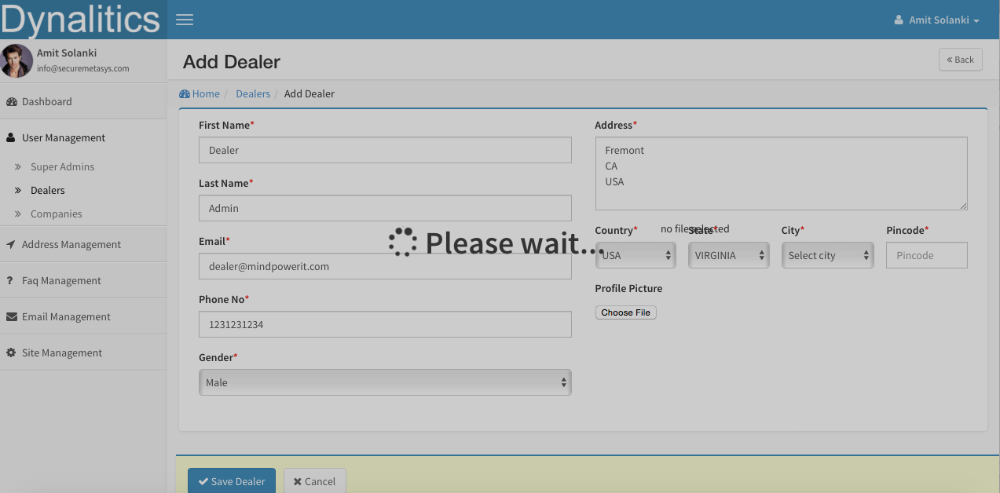 Dynalitics
Amit Solanki
Amit Solanki
info@securemetasys.com
Dashboard
User Management
Super Admins
Dealers
Companies
Address Management
Faq Management
Email Management
Site Management
Add Dealer
« Back
Home / Dealers / Add Dealer
First Name*
Dealer
Last Name*
Admin
Email*
dealer@mindpowerit.com
Phone No*
1231231234
Gender*
Male
Please wait...
Address*
Fremont
CA
USA
Country*
USA
State*
VIRGINIA
no file selected
City*
Select city
Pincode*
Pincode
Profile Picture
Choose File
Save Dealer
Cancel